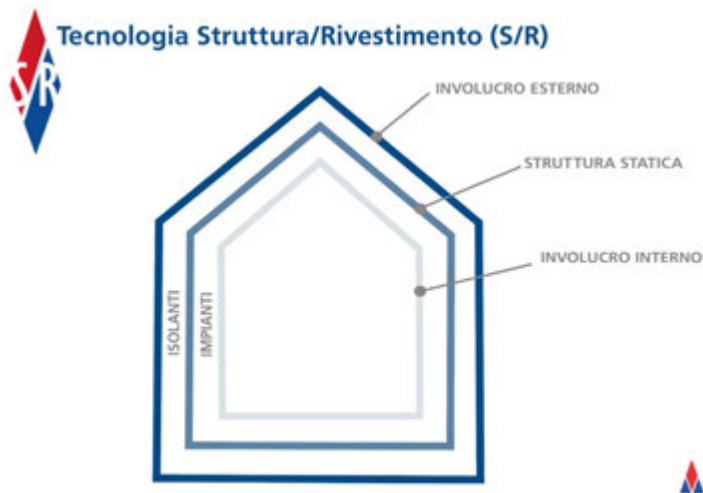 Tecnologia Struttura/Rivestimento (S/R)
S/R
INVOLUCRO ESTERNO
STRUTTURA STATICA
INVOLUCRO INTERNO
ISOLANTI
IMPIANTI